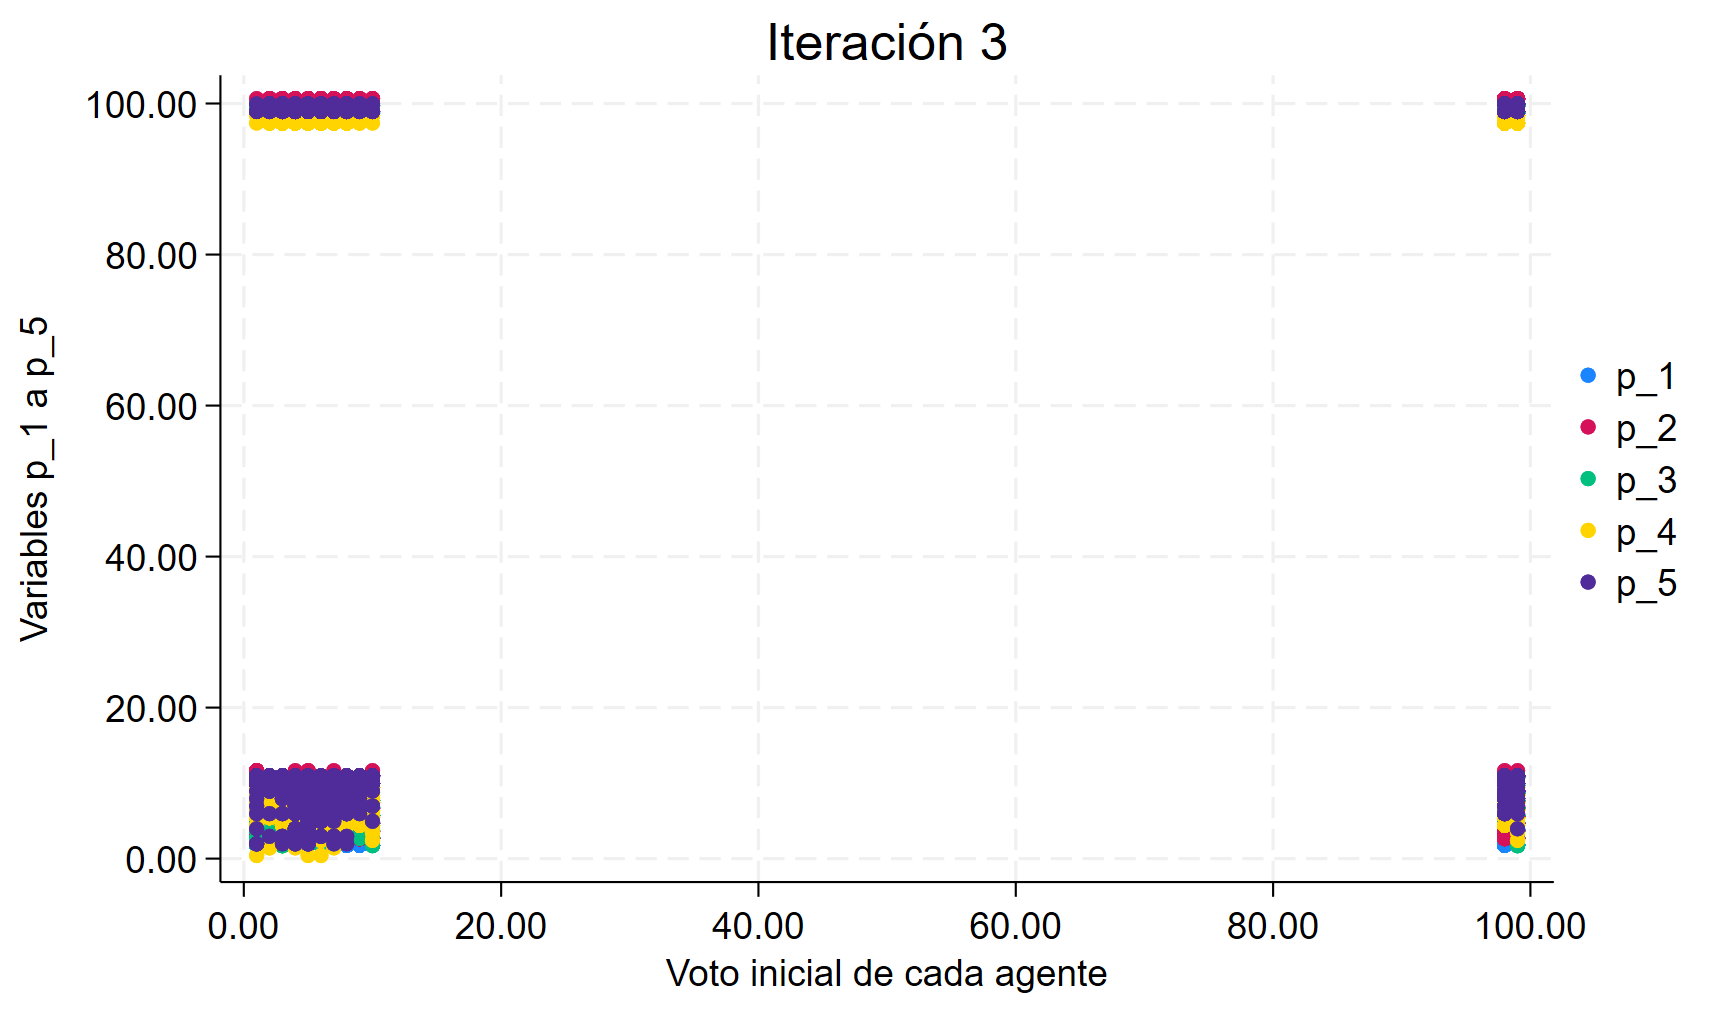 Iteración 3
Variables p_1 a p_5
100.00
80.00
60.00
40.00
20.00
0.00
0.00 20.00 40.00 60.00 80.00 100.00
Voto inicial de cada agente
p_1
p_2
p_3
p_4
p_5